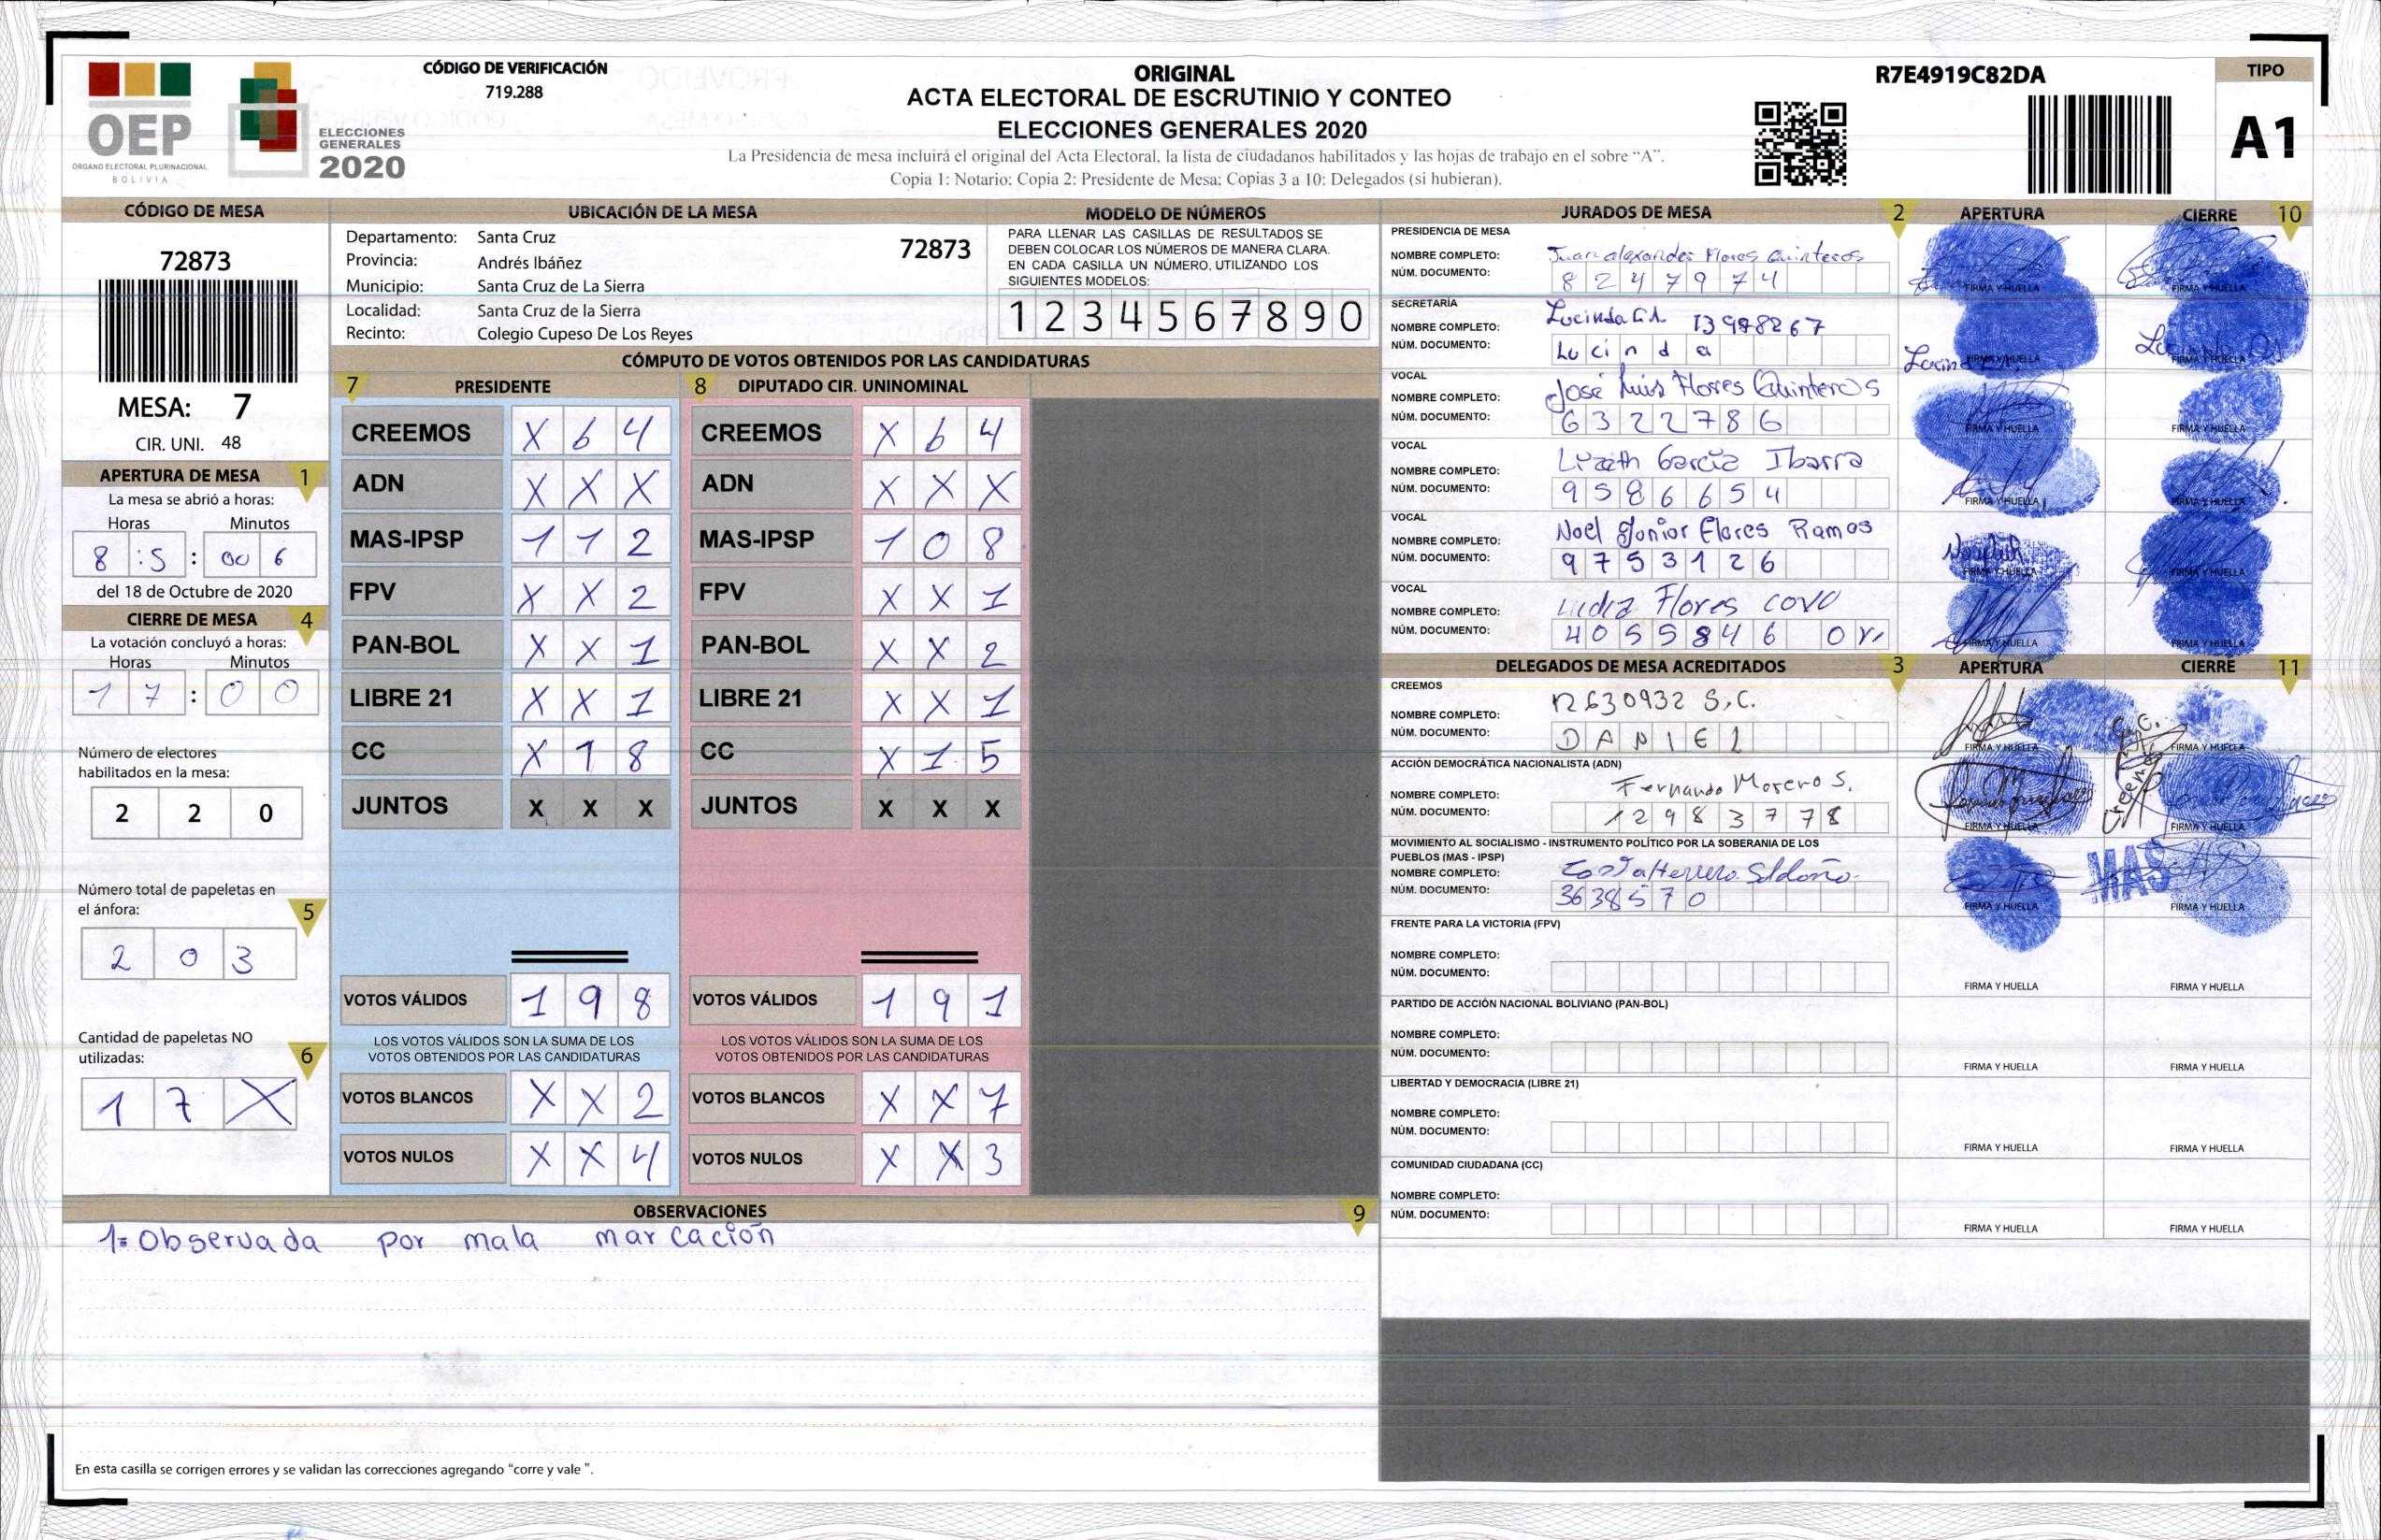 CÓDIGO DE VERIFICACIÓN
719.288
ORIGINAL
ACTA ELECTORAL DE ESCRUTINIO Y CONTEO
ELECCIONES GENERALES 2020
La Presidencia de mesa incluirá el original del Acta Electoral, la lista de ciudadanos habilitados y las hojas de trabajo en el sobre "A".
Copia 1: Notario; Copia 2: Presidente de Mesa; Copias 3 a 10: Delegados (si hubieran).
R7E4919C82DA
TIPO
A1
OEP
ORGANO ELECTORAL PLURINACIONAL
BOLIVIA
ELECCIONES
GENERALES
2020
CÓDIGO DE MESA
72873
MESA: 7
CIR. UNI. 48
APERTURA DE MESA 1
La mesa se abrió a horas:
Horas Minutos
8 :5 : 00 6
del 18 de Octubre de 2020
CIERRE DE MESA 4
La votación concluyó a horas:
Horas Minutos
1 7 : 0 0
Número de electores
habilitados en la mesa:
2 2 0
Número total de papeletas en
el ánfora: 5
2 0 3
Cantidad de papeletas NO
utilizadas: 6
1 7 X
UBICACIÓN DE LA MESA
Departamento: Santa Cruz 72873
Provincia: Andrés Ibáñez
Municipio: Santa Cruz de La Sierra
Localidad: Santa Cruz de la Sierra
Recinto: Colegio Cupeso De Los Reyes
MODELO DE NÚMEROS
PARA LLENAR LAS CASILLAS DE RESULTADOS SE
DEBEN COLOCAR LOS NÚMEROS DE MANERA CLARA.
EN CADA CASILLA UN NÚMERO, UTILIZANDO LOS
SIGUIENTES MODELOS:
1 2 3 4 5 6 7 8 9 0
CÓMPUTO DE VOTOS OBTENIDOS POR LAS CANDIDATURAS
7 PRESIDENTE
CREEMOS X 6 4
ADN X X X
MAS-IPSP 1 1 2
FPV X X 2
PAN-BOL X X 1
LIBRE 21 X X 1
CC X 1 8
JUNTOS X X X
VOTOS VÁLIDOS 1 9 8
LOS VOTOS VÁLIDOS SON LA SUMA DE LOS
VOTOS OBTENIDOS POR LAS CANDIDATURAS
VOTOS BLANCOS X X 2
VOTOS NULOS X X 4
8 DIPUTADO CIR. UNINOMINAL
CREEMOS X 6 4
ADN X X X
MAS-IPSP 1 0 8
FPV X X 1
PAN-BOL X X 2
LIBRE 21 X X 1
CC X 1 5
JUNTOS X X X
VOTOS VÁLIDOS 1 9 1
LOS VOTOS VÁLIDOS SON LA SUMA DE LOS
VOTOS OBTENIDOS POR LAS CANDIDATURAS
VOTOS BLANCOS X X 7
VOTOS NULOS X X 3
OBSERVACIONES 9
1= Observada por mala marcación
En esta casilla se corrigen errores y se validan las correcciones agregando "corre y vale ".
JURADOS DE MESA 2 APERTURA CIERRE 10
PRESIDENCIA DE MESA
NOMBRE COMPLETO: Juan alexander Flores Quinteros
NÚM. DOCUMENTO: 8 2 4 7 9 7 4
FIRMA Y HUELLA FIRMA Y HUELLA
SECRETARÍA
NOMBRE COMPLETO: Lucinda 13988267
NÚM. DOCUMENTO: Lu c i n d a
FIRMA Y HUELLA FIRMA Y HUELLA
VOCAL
NOMBRE COMPLETO: José Luis Flores Quinteros
NÚM. DOCUMENTO: 6 3 2 2 7 8 6
FIRMA Y HUELLA FIRMA Y HUELLA
VOCAL
NOMBRE COMPLETO: Lizeth García Ibarra
NÚM. DOCUMENTO: 9 5 8 6 6 5 4
FIRMA Y HUELLA FIRMA Y HUELLA
VOCAL
NOMBRE COMPLETO: Noel Junior Flores Ramos
NÚM. DOCUMENTO: 9 7 5 3 1 2 6
FIRMA Y HUELLA FIRMA Y HUELLA
VOCAL
NOMBRE COMPLETO: Flores
NÚM. DOCUMENTO: 4 0 5 5 8 4 6
FIRMA Y HUELLA FIRMA Y HUELLA
DELEGADOS DE MESA ACREDITADOS 3 APERTURA CIERRE 11
CREEMOS
NOMBRE COMPLETO: 12630932 S.C.
NÚM. DOCUMENTO: D A N I E L
FIRMA Y HUELLA FIRMA Y HUELLA
ACCIÓN DEMOCRÁTICA NACIONALISTA (ADN)
NOMBRE COMPLETO: Fernando Moreno S.
NÚM. DOCUMENTO: 1 2 9 8 3 7 7 8
FIRMA Y HUELLA FIRMA Y HUELLA
MOVIMIENTO AL SOCIALISMO - INSTRUMENTO POLÍTICO POR LA SOBERANIA DE LOS
PUEBLOS (MAS - IPSP)
NOMBRE COMPLETO:
NÚM. DOCUMENTO: 3638570
MAS
FIRMA Y HUELLA FIRMA Y HUELLA
FRENTE PARA LA VICTORIA (FPV)
NOMBRE COMPLETO:
NÚM. DOCUMENTO:
FIRMA Y HUELLA FIRMA Y HUELLA
PARTIDO DE ACCIÓN NACIONAL BOLIVIANO (PAN-BOL)
NOMBRE COMPLETO:
NÚM. DOCUMENTO:
FIRMA Y HUELLA FIRMA Y HUELLA
LIBERTAD Y DEMOCRACIA (LIBRE 21)
NOMBRE COMPLETO:
NÚM. DOCUMENTO:
FIRMA Y HUELLA FIRMA Y HUELLA
COMUNIDAD CIUDADANA (CC)
NOMBRE COMPLETO:
NÚM. DOCUMENTO:
FIRMA Y HUELLA FIRMA Y HUELLA